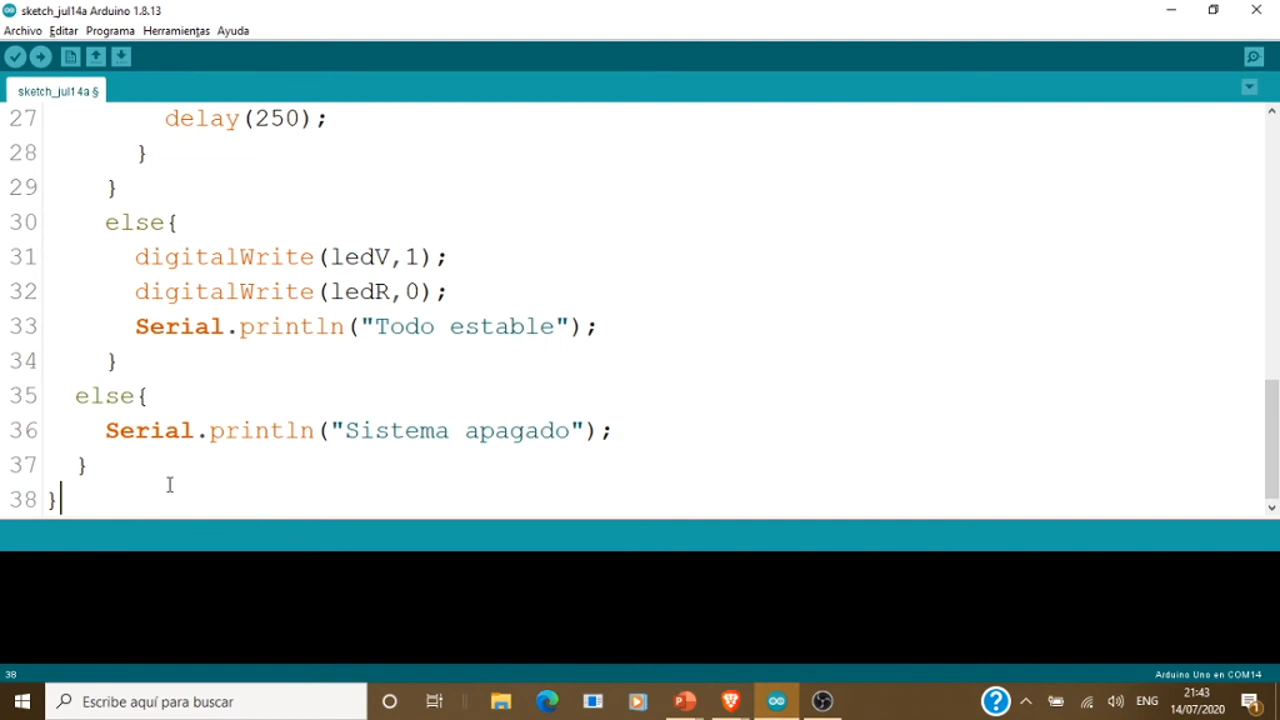 sketch_jul14a Arduino 1.8.13
Archivo Editar Programa Herramientas Ayuda
sketch_jul14a §
27 delay(250);
28 }
29 }
30 else{
31 digitalWrite(ledV,1);
32 digitalWrite(ledR,0);
33 Serial.println("Todo estable");
34 }
35 else{
36 Serial.println("Sistema apagado");
37 }
38 }
38
Arduino Uno en COM14
Escribe aquí para buscar
ENG
21:43
14/07/2020